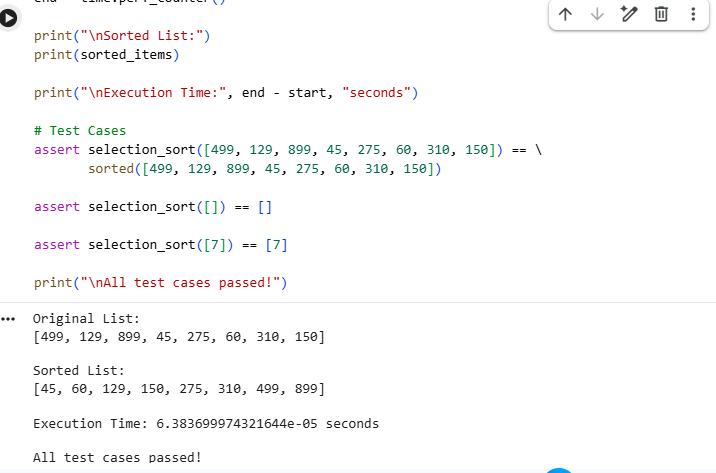 end = time.perf_counter()
print("\nSorted List:")
print(sorted_items)
print("\nExecution Time:", end - start, "seconds")
# Test Cases
assert selection_sort([499, 129, 899, 45, 275, 60, 310, 150]) == \
sorted([499, 129, 899, 45, 275, 60, 310, 150])
assert selection_sort([]) == []
assert selection_sort([7]) == [7]
print("\nAll test cases passed!")
Original List:
[499, 129, 899, 45, 275, 60, 310, 150]
Sorted List:
[45, 60, 129, 150, 275, 310, 499, 899]
Execution Time: 6.383699974321644e-05 seconds
All test cases passed!